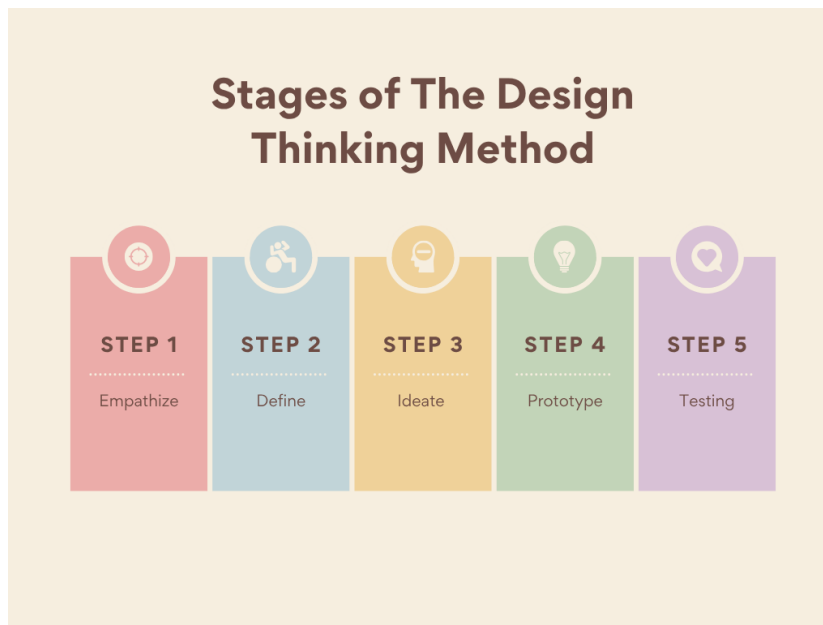 Stages of The Design
Thinking Method
STEP 1
Empathize
STEP 2
Define
STEP 3
Ideate
STEP 4
Prototype
STEP 5
Testing